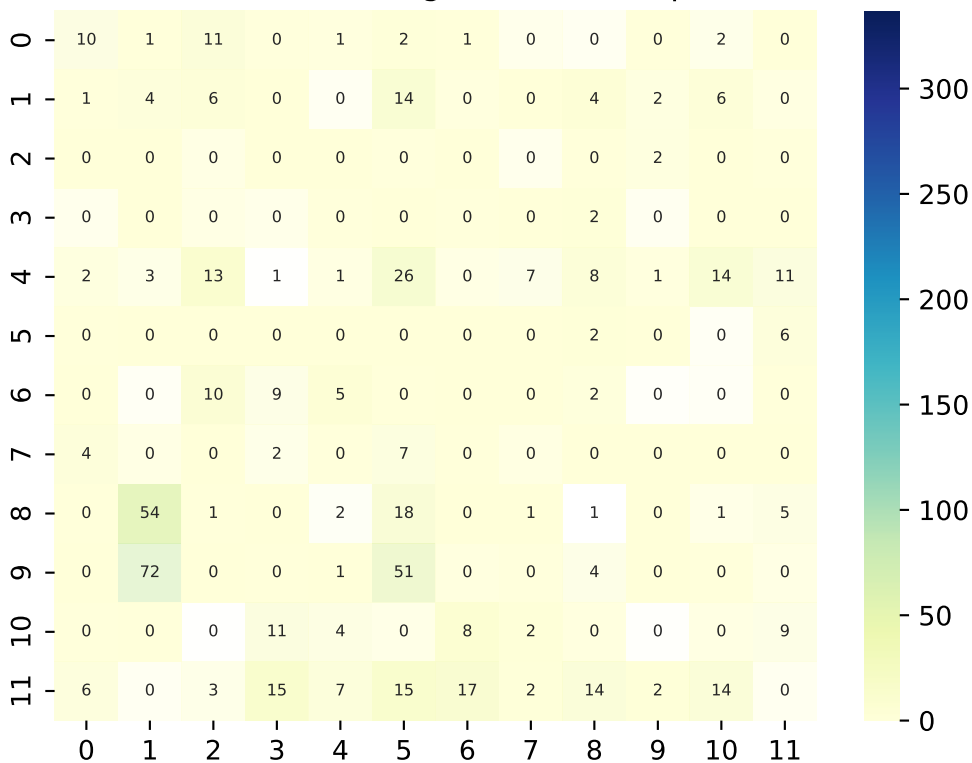 0 10 1 11 0 1 2 1 0 0 0 2 0
1 1 4 6 0 0 14 0 0 4 2 6 0
2 0 0 0 0 0 0 0 0 0 2 0 0
3 0 0 0 0 0 0 0 0 2 0 0 0
4 2 3 13 1 1 26 0 7 8 1 14 11
5 0 0 0 0 0 0 0 0 2 0 0 6
6 0 0 10 9 5 0 0 0 2 0 0 0
7 4 0 0 2 0 7 0 0 0 0 0 0
8 0 54 1 0 2 18 0 1 1 0 1 5
9 0 72 0 0 1 51 0 0 4 0 0 0
10 0 0 0 11 4 0 8 2 0 0 0 9
11 6 0 3 15 7 15 17 2 14 2 14 0
0 1 2 3 4 5 6 7 8 9 10 11
300
250
200
150
100
50
0